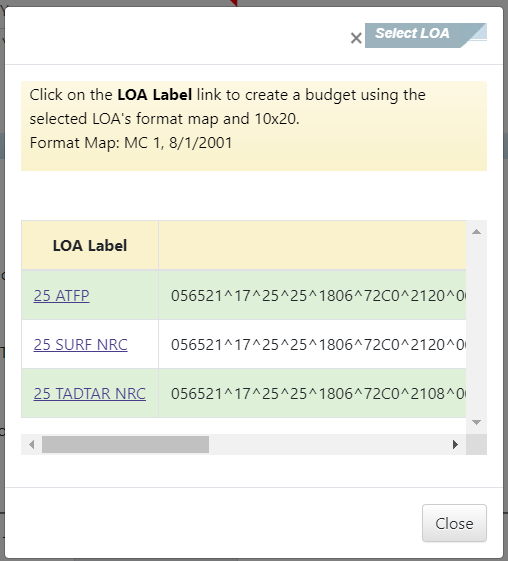 × Select LOA
Click on the LOA Label link to create a budget using the
selected LOA's format map and 10x20.
Format Map: MC 1, 8/1/2001
LOA Label
25 ATFP 056521^17^25^25^1806^72C0^2120^0
25 SURF NRC 056521^17^25^25^1806^72C0^2120^0
25 TADTAR NRC 056521^17^25^25^1806^72C0^2108^0
Close